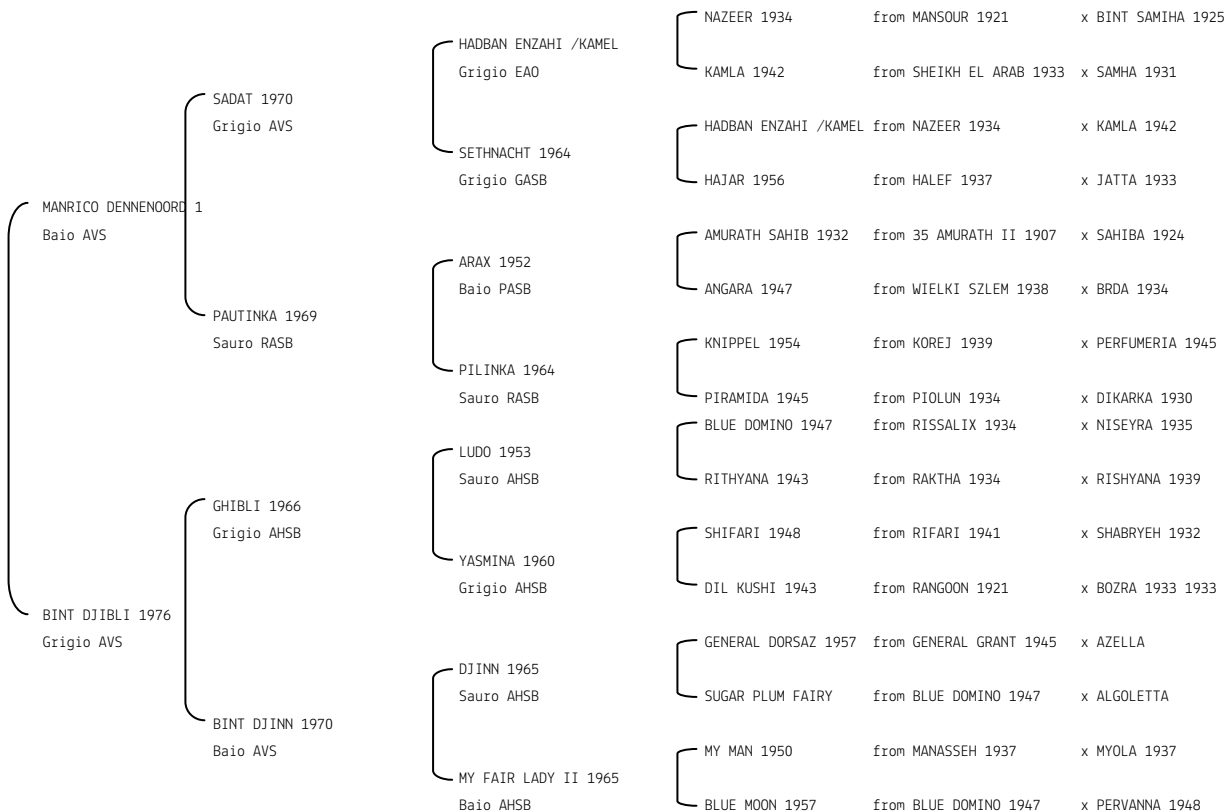 NAZEER 1934 from MANSOUR 1921 x BINT SAMIHA 1925
HADBAN ENZAHI /KAMEL
Grigio EAO
KAMLA 1942 from SHEIKH EL ARAB 1933 x SAMHA 1931
SADAT 1970
Grigio AVS
HADBAN ENZAHI /KAMEL from NAZEER 1934 x KAMLA 1942
SETHNACHT 1964
Grigio GASB
HAJAR 1956 from HALEF 1937 x JATTA 1933
MANRICO DENNENOORD 1
Baio AVS
AMURATH SAHIB 1932 from 35 AMURATH II 1907 x SAHIBA 1924
ARAX 1952
Baio PASB
ANGARA 1947 from WIELKI SZLEM 1938 x BRDA 1934
PAUTINKA 1969
Sauro RASB
KNIPPEL 1954 from KOREJ 1939 x PERFUMERIA 1945
PILINKA 1964
Sauro RASB
PIRAMIDA 1945 from PIOLUN 1934 x DIKARKA 1930
BLUE DOMINO 1947 from RISSALIX 1934 x NISEYRA 1935
LUDO 1953
Sauro AHSB
RITHYANA 1943 from RAKTHA 1934 x RISHYANA 1939
GHIBLI 1966
Grigio AHSB
SHIFARI 1948 from RIFARI 1941 x SHABRYEH 1932
YASMINA 1960
Grigio AHSB
DIL KUSHI 1943 from RANGOON 1921 x BOZRA 1933 1933
BINT DJIBLI 1976
Grigio AVS
GENERAL DORSAZ 1957 from GENERAL GRANT 1945 x AZELLA
DJINN 1965
Sauro AHSB
SUGAR PLUM FAIRY from BLUE DOMINO 1947 x ALGOLETTA
BINT DJINN 1970
Baio AVS
MY MAN 1950 from MANASSEH 1937 x MYOLA 1937
MY FAIR LADY II 1965
Baio AHSB
BLUE MOON 1957 from BLUE DOMINO 1947 x PERVANNA 1948